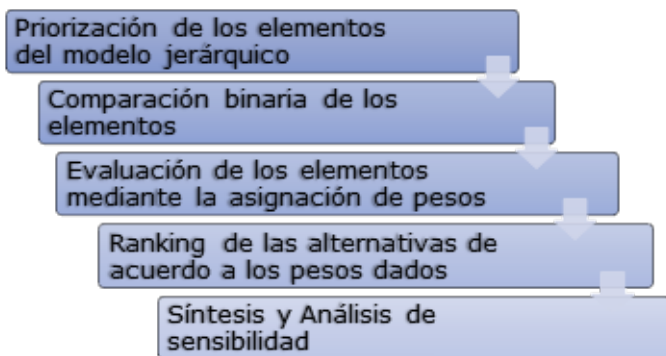 Priorización de los elementos
del modelo jerárquico
Comparación binaria de los
elementos
Evaluación de los elementos
mediante la asignación de pesos
Ranking de las alternativas de
acuerdo a los pesos dados
Síntesis y Análisis de
sensibilidad